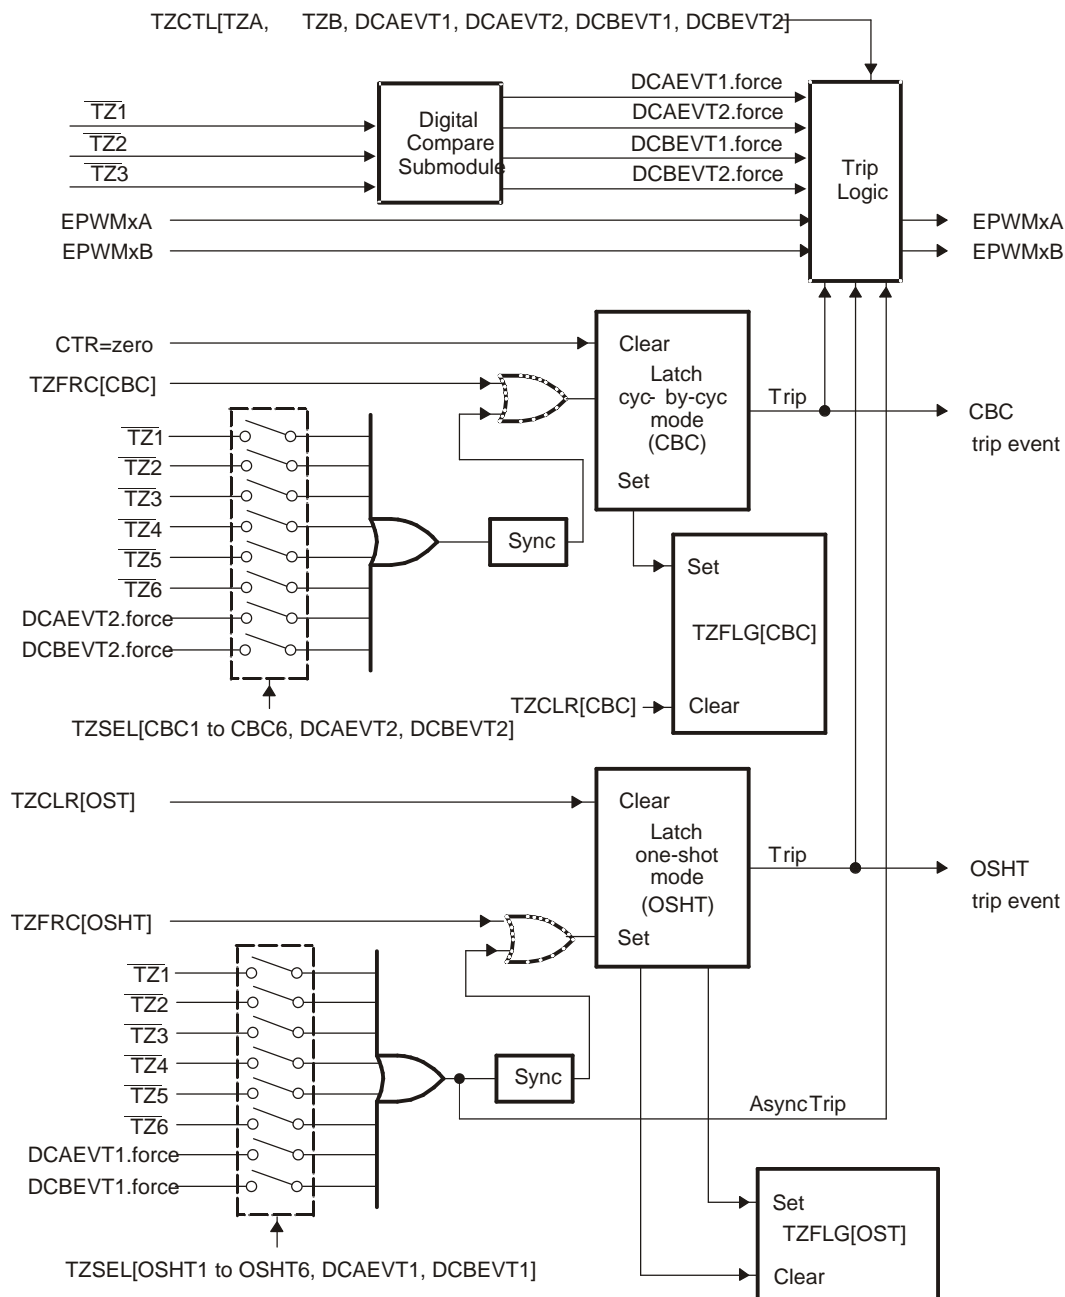 TZCTL[TZA, TZB, DCAEVT1, DCAEVT2, DCBEVT1, DCBEVT2]
TZ1
TZ2
TZ3
Digital
Compare
Submodule
DCAEVT1.force
DCAEVT2.force
DCBEVT1.force
DCBEVT2.force
Trip
Logic
EPWMxA
EPWMxB
EPWMxA
EPWMxB
CTR=zero
TZFRC[CBC]
Clear
Latch
cyc- by-cyc
mode
(CBC)
Set
Trip
CBC
trip event
TZ1
TZ2
TZ3
TZ4
TZ5
TZ6
DCAEVT2.force
DCBEVT2.force
Sync
TZSEL[CBC1 to CBC6, DCAEVT2, DCBEVT2]
Set
TZFLG[CBC]
TZCLR[CBC]
Clear
TZCLR[OST]
Clear
Latch
one-shot
mode
(OSHT)
Set
Trip
OSHT
trip event
TZFRC[OSHT]
TZ1
TZ2
TZ3
TZ4
TZ5
TZ6
DCAEVT1.force
DCBEVT1.force
Sync
Async Trip
TZSEL[OSHT1 to OSHT6, DCAEVT1, DCBEVT1]
Set
TZFLG[OST]
Clear